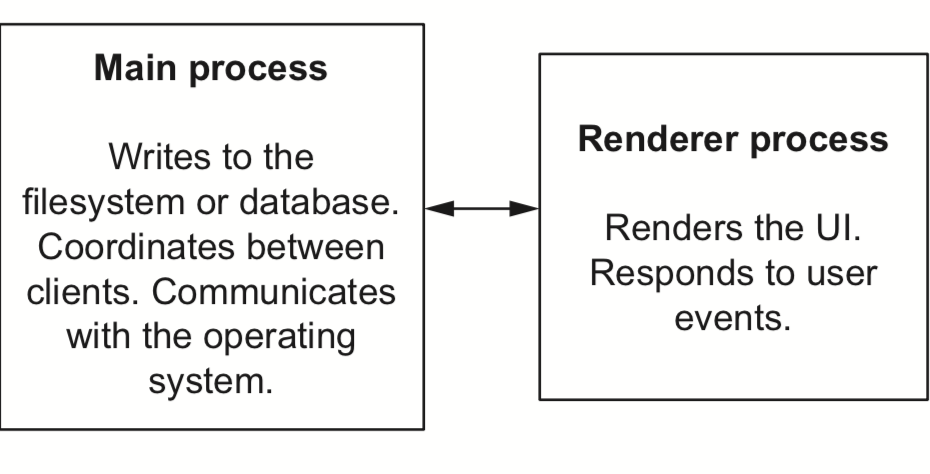 Main process
Writes to the
filesystem or database.
Coordinates between
clients. Communicates
with the operating
system.
Renderer process
Renders the UI.
Responds to user
events.